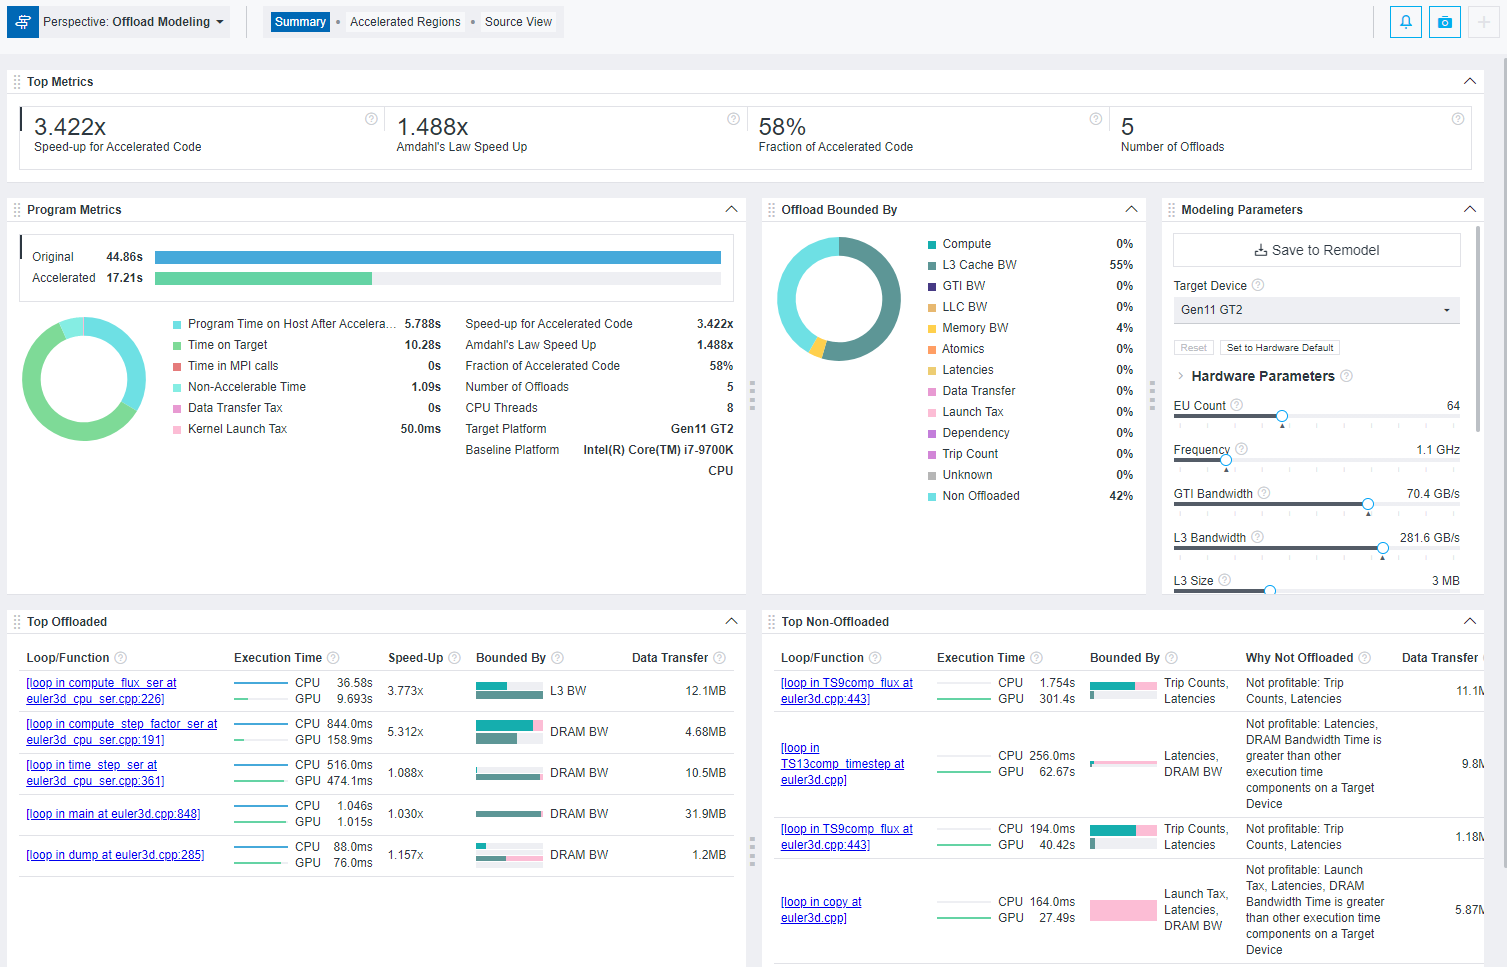 Perspective: Offload Modeling
Summary • Accelerated Regions • Source View
Top Metrics
3.422x
Speed-up for Accelerated Code
1.488x
Amdahl's Law Speed Up
58%
Fraction of Accelerated Code
5
Number of Offloads
Program Metrics
Original 44.86s
Accelerated 17.21s
Program Time on Host After Accelera... 5.788s
Time on Target 10.28s
Time in MPI calls 0s
Non-Accelerable Time 1.09s
Data Transfer Tax 0s
Kernel Launch Tax 50.0ms
Speed-up for Accelerated Code 3.422x
Amdahl's Law Speed Up 1.488x
Fraction of Accelerated Code 58%
Number of Offloads 5
CPU Threads 8
Target Platform Gen11 GT2
Baseline Platform Intel(R) Core(TM) i7-9700K
CPU
Offload Bounded By
Compute 0%
L3 Cache BW 55%
GTI BW 0%
LLC BW 0%
Memory BW 4%
Atomics 0%
Latencies 0%
Data Transfer 0%
Launch Tax 0%
Dependency 0%
Trip Count 0%
Unknown 0%
Non Offloaded 42%
Modeling Parameters
Save to Remodel
Target Device
Gen11 GT2
Reset Set to Hardware Default
Hardware Parameters
EU Count 64
Frequency 1.1 GHz
GTI Bandwidth 70.4 GB/s
L3 Bandwidth 281.6 GB/s
L3 Size 3 MB
Top Offloaded
Loop/Function Execution Time Speed-Up Bounded By Data Transfer
[loop in compute_flux_ser at CPU 36.58s
3.773x L3 BW 12.1MB
euler3d_cpu_ser.cpp:226] GPU 9.693s
[loop in compute_step_factor_ser at CPU 844.0ms
5.312x DRAM BW 4.68MB
euler3d_cpu_ser.cpp:191] GPU 158.9ms
[loop in time_step_ser at CPU 516.0ms
1.088x DRAM BW 10.5MB
euler3d_cpu_ser.cpp:361] GPU 474.1ms
CPU 1.046s
[loop in main at euler3d.cpp:848] 1.030x DRAM BW 31.9MB
GPU 1.015s
CPU 88.0ms
[loop in dump at euler3d.cpp:285] 1.157x DRAM BW 1.2MB
GPU 76.0ms
Top Non-Offloaded
Loop/Function Execution Time Bounded By Why Not Offloaded Data Transfer
[loop in TS9comp_flux at CPU 1.754s Trip Counts, Not profitable: Trip
11.1M
euler3d.cpp:443] GPU 301.4s Latencies Counts, Latencies
Not profitable: Latencies,
DRAM Bandwidth Time is
[loop in CPU 256.0ms Latencies, greater than other
TS13comp_timestep at 9.8M
GPU 62.67s DRAM BW execution time
euler3d.cpp] components on a Target
Device
[loop in TS9comp_flux at CPU 194.0ms Trip Counts, Not profitable: Trip
1.18M
euler3d.cpp:443] GPU 40.42s Latencies Counts, Latencies
Not profitable: Launch
Tax, Latencies, DRAM
[loop in copy at CPU 164.0ms Launch Tax, Bandwidth Time is greater
Latencies, 5.87M
euler3d.cpp] GPU 27.49s DRAM BW than other execution time
components on a Target
Device